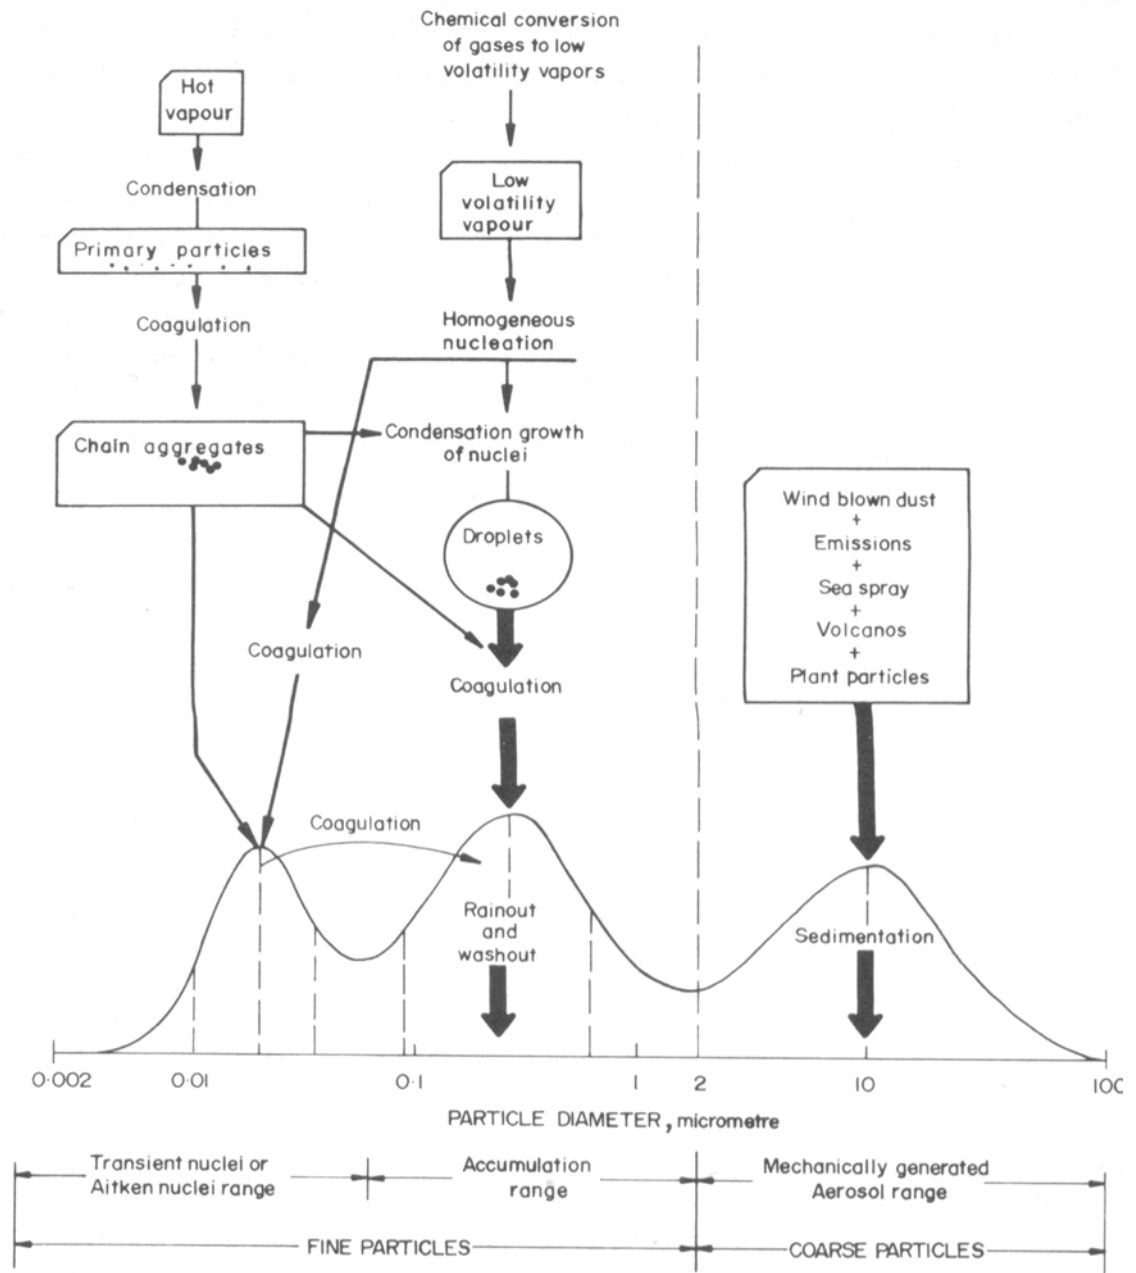 Chemical conversion
of gases to low
volatility vapors
Hot
vapour
Condensation
Primary particles
Coagulation
Chain aggregates
Low
volatility
vapour
Homogeneous
nucleation
Condensation growth
of nuclei
Droplets
Coagulation
Coagulation
Coagulation
Rainout
and
washout
Wind blown dust
+
Emissions
+
Sea spray
+
Volcanos
+
Plant particles
Sedimentation
0·002 0·01 0·1 1 2 10 100
PARTICLE DIAMETER, micrometre
Transient nuclei or
Aitken nuclei range
Accumulation
range
Mechanically generated
Aerosol range
FINE PARTICLES COARSE PARTICLES